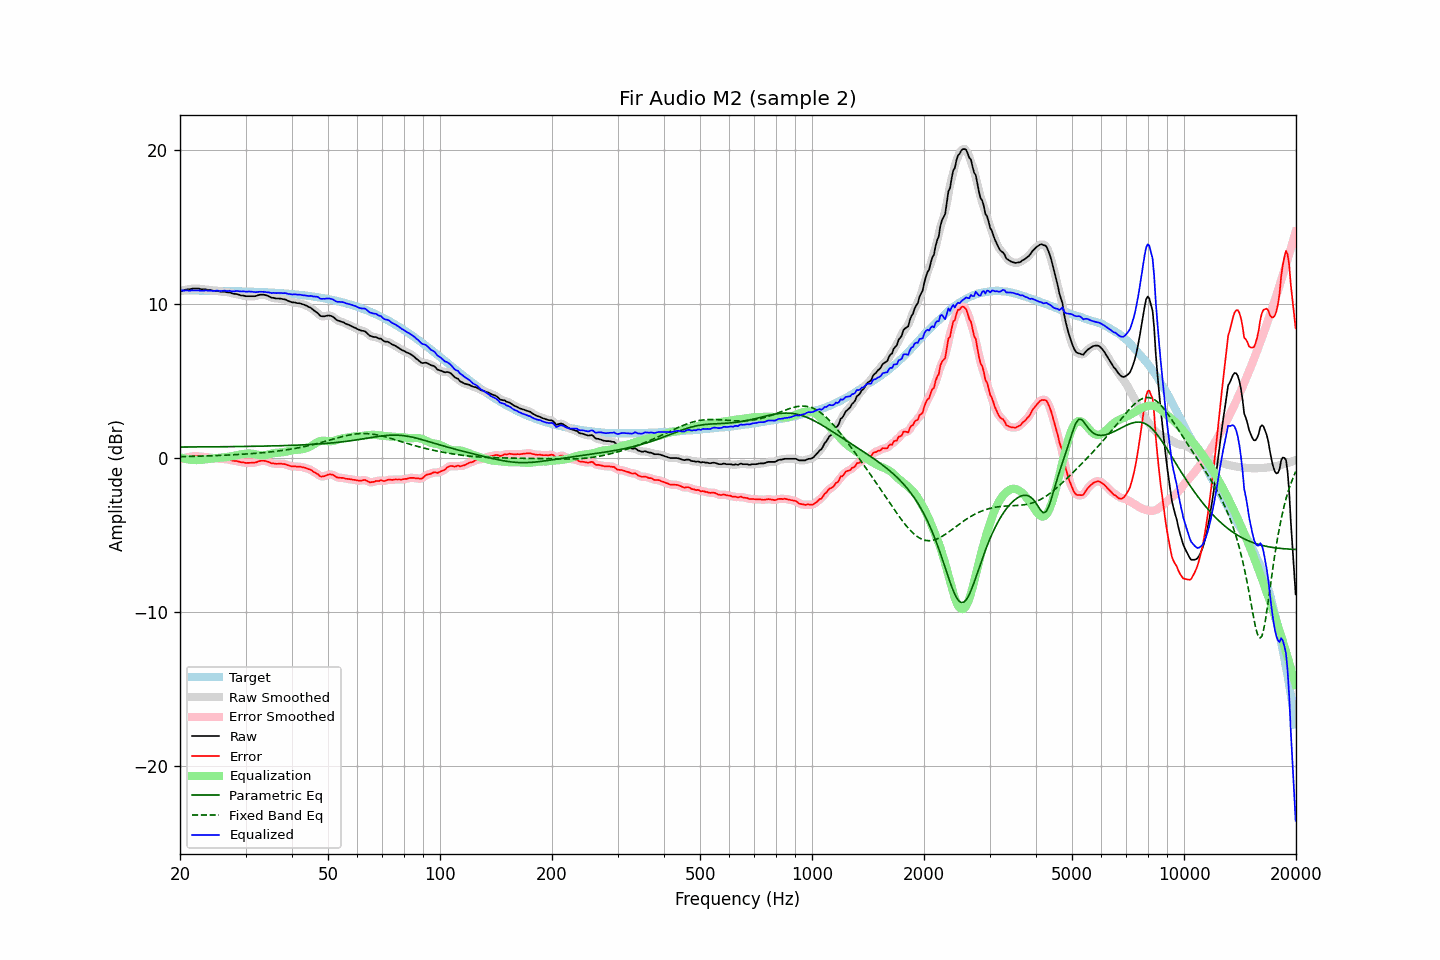 Fir Audio M2 (sample 2)
20
10
0
−10
−20
Amplitude (dBr)
Target
Raw Smoothed
Error Smoothed
Raw
Error
Equalization
Parametric Eq
Fixed Band Eq
Equalized
20 50 100 200 500 1000 2000 5000 10000 20000
Frequency (Hz)